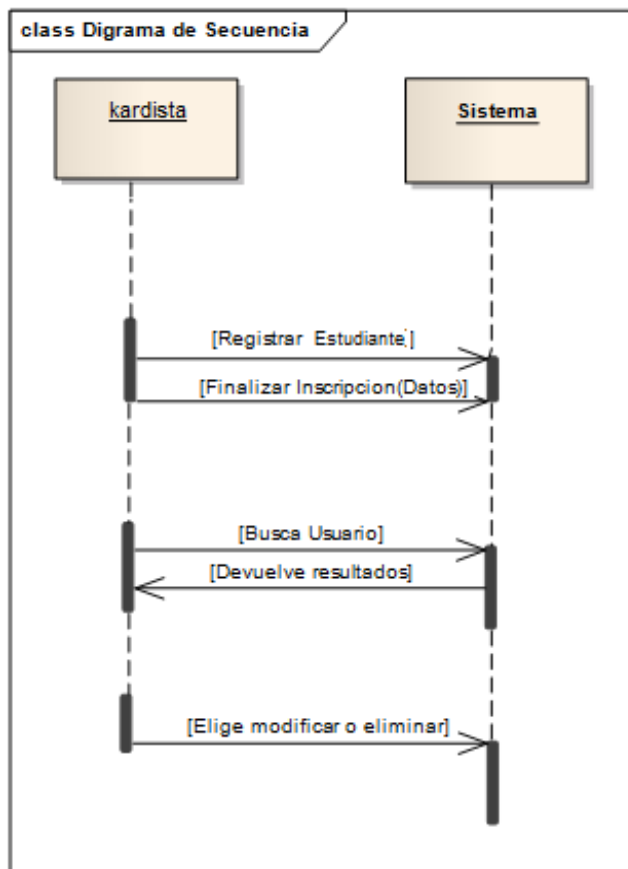 class Digrama de Secuencia
kardista
Sistema
[Registrar Estudiante]
[Finalizar Inscripcion(Datos)]
[Busca Usuario]
[Devuelve resultados]
[Elige modificar o eliminar]